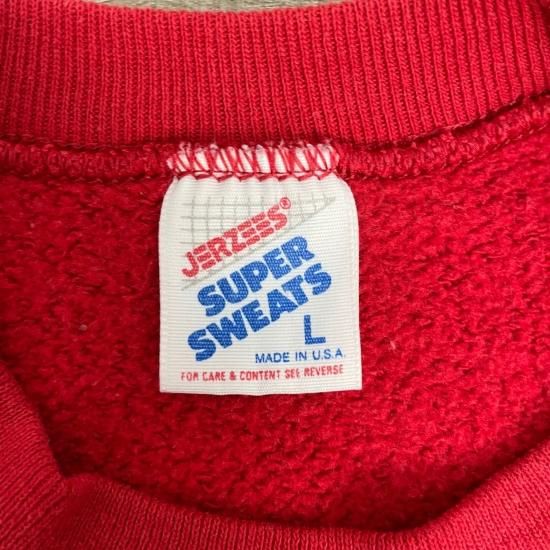 JERZEES®
SUPER
SWEATS
L
MADE IN U.S.A.
FOR CARE & CONTENT SEE REVERSE